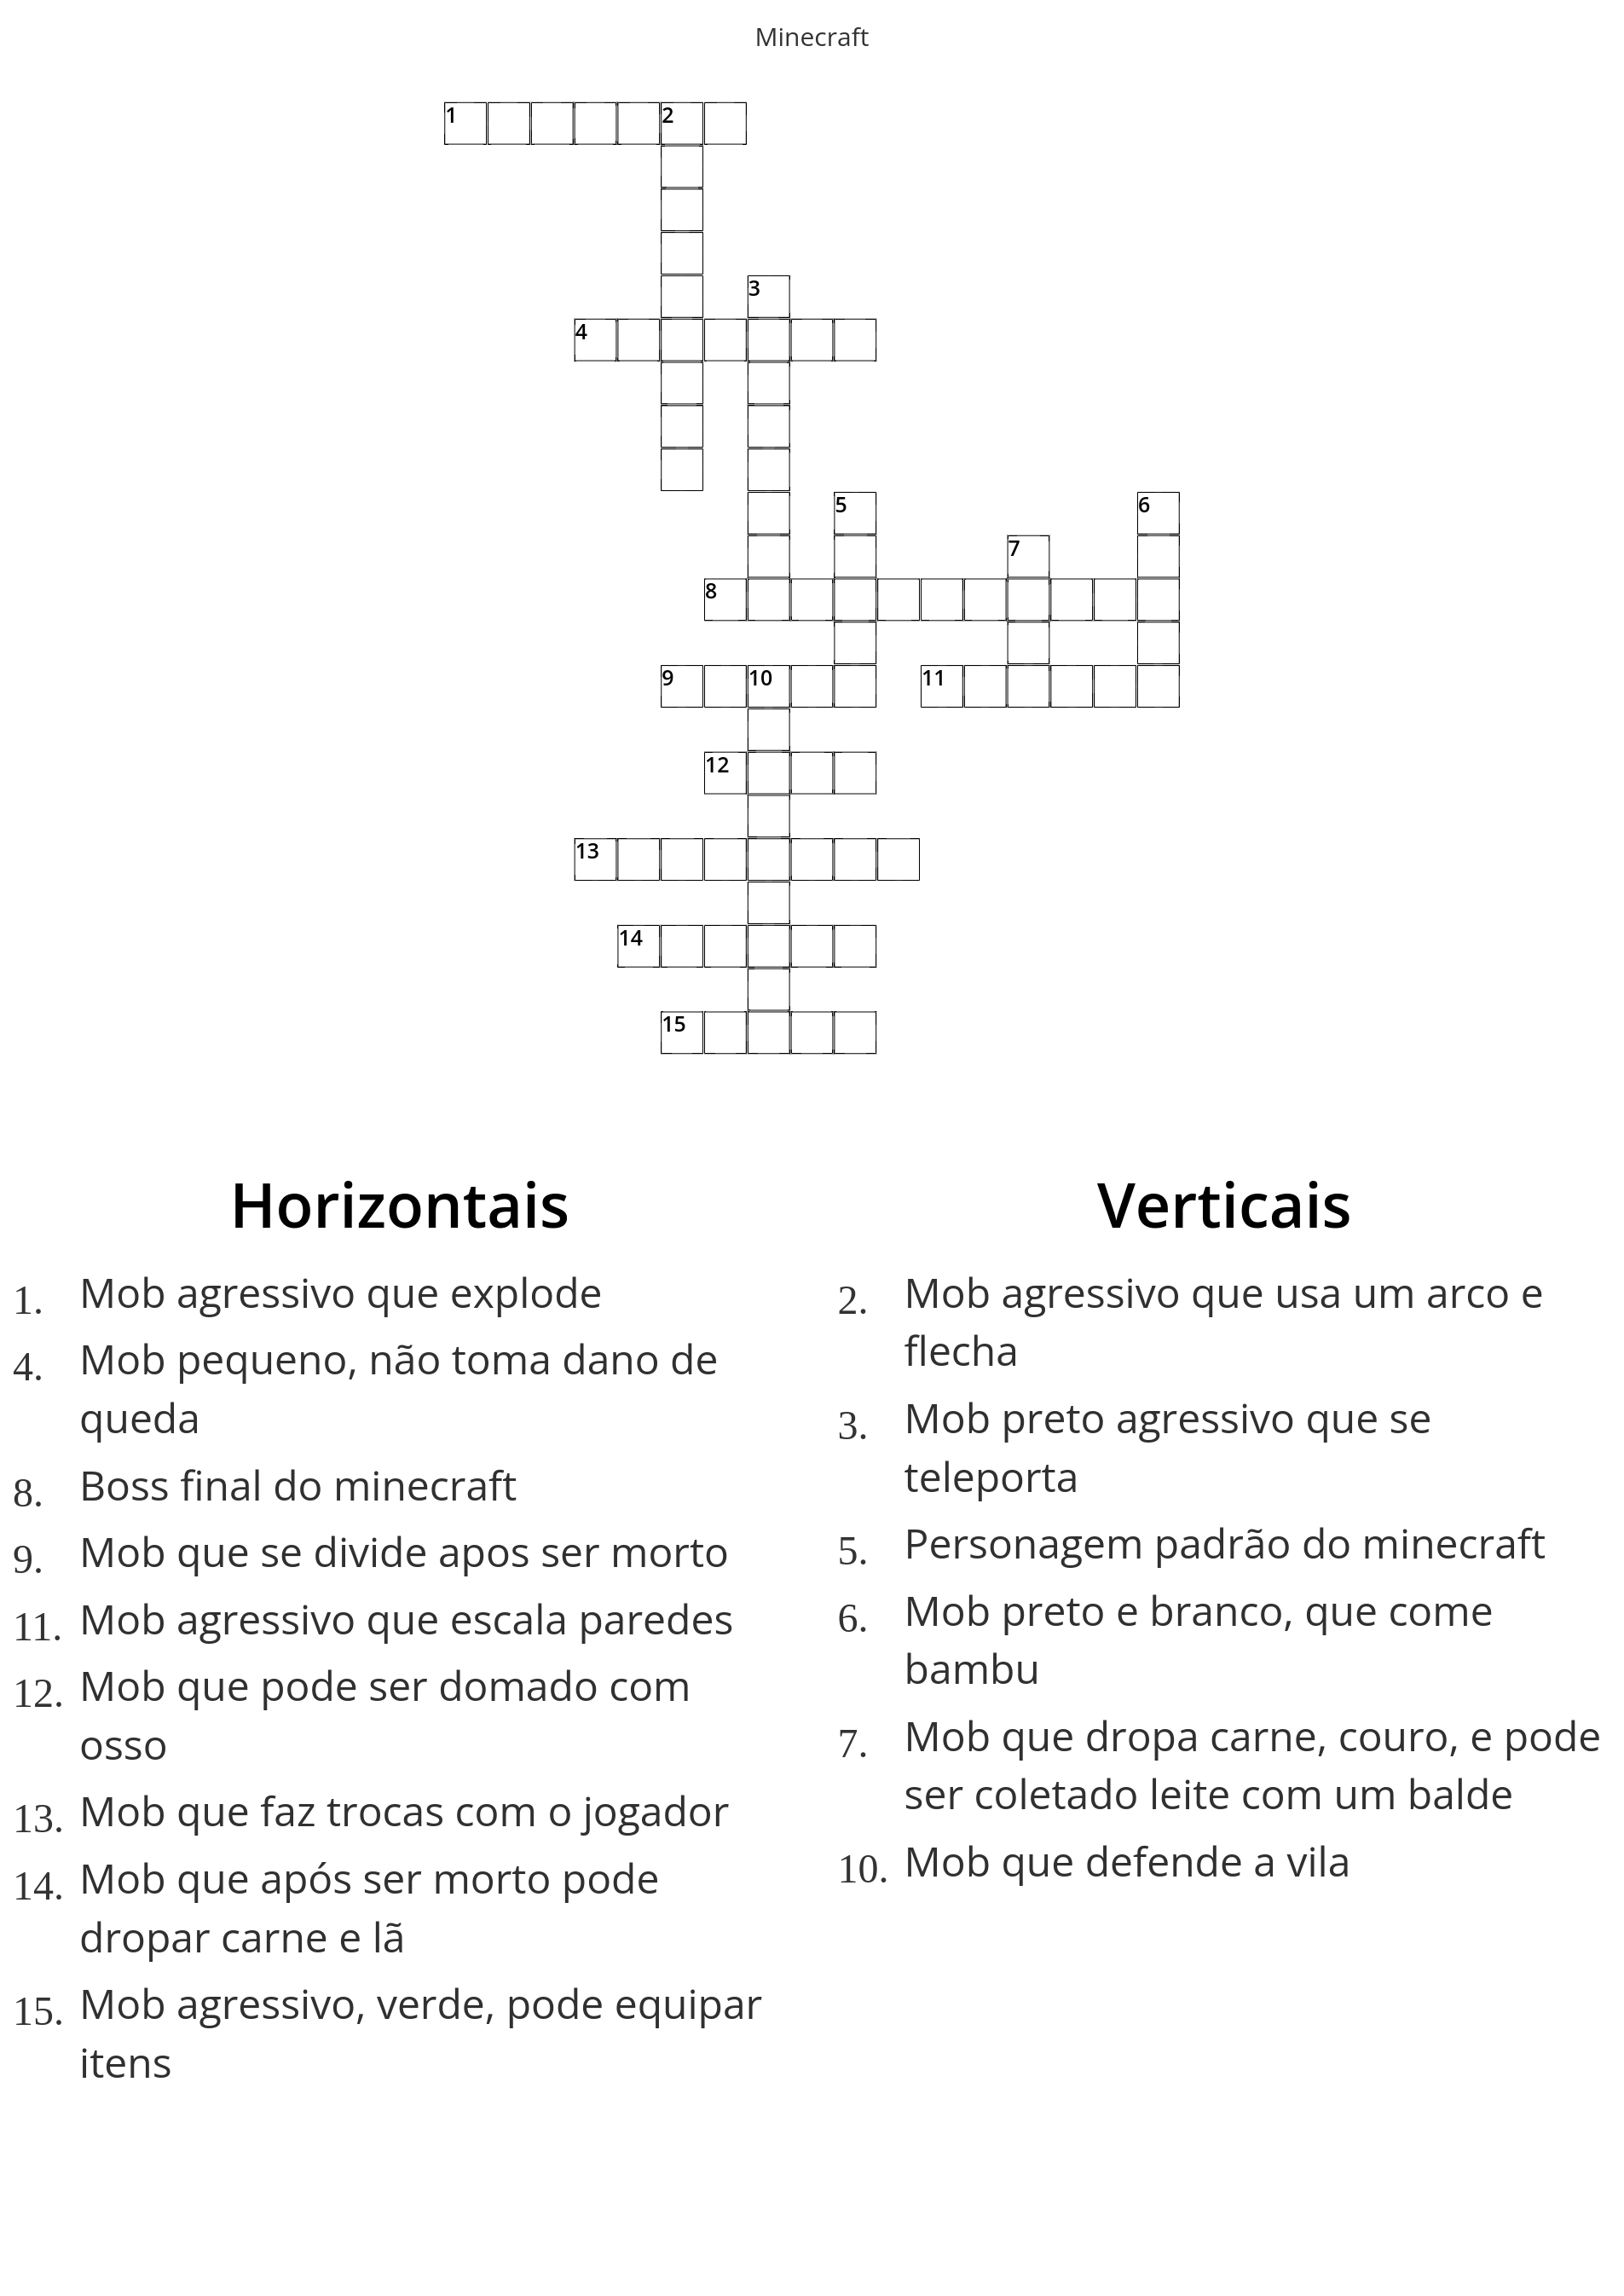 Minecraft
1 2
3
4
5 6
7
8
9 10 11
12
13
14
15
Horizontais
1. Mob agressivo que explode
4. Mob pequeno, não toma dano de
queda
8. Boss final do minecraft
9. Mob que se divide apos ser morto
11. Mob agressivo que escala paredes
12. Mob que pode ser domado com
osso
13. Mob que faz trocas com o jogador
14. Mob que após ser morto pode
dropar carne e lã
15. Mob agressivo, verde, pode equipar
itens
Verticais
2. Mob agressivo que usa um arco e
flecha
3. Mob preto agressivo que se
teleporta
5. Personagem padrão do minecraft
6. Mob preto e branco, que come
bambu
7. Mob que dropa carne, couro, e pode
ser coletado leite com um balde
10. Mob que defende a vila